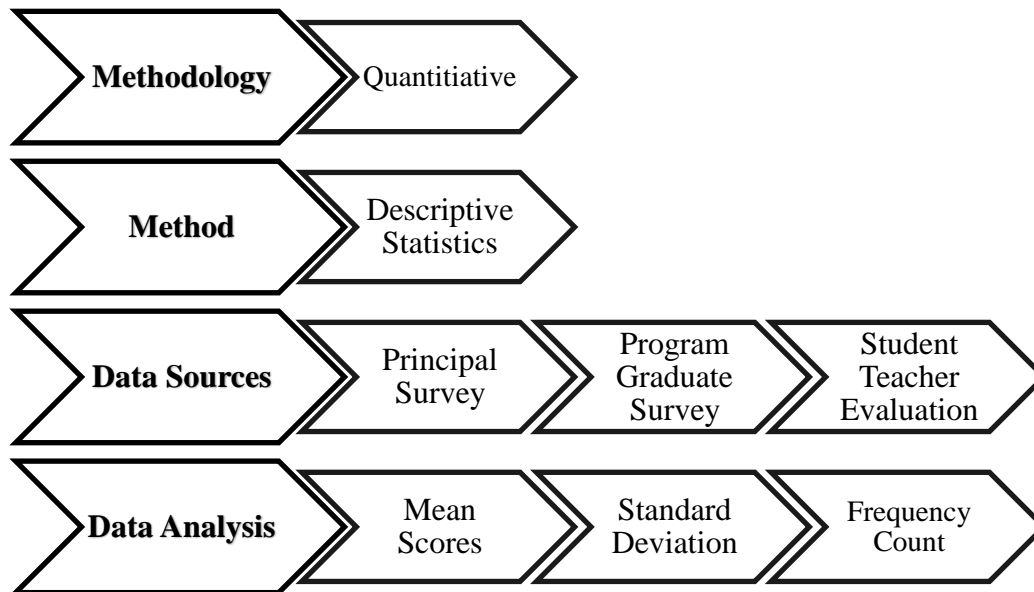 Methodology
Quantitiative
Method
Descriptive
Statistics
Data Sources
Principal
Survey
Program
Graduate
Survey
Student
Teacher
Evaluation
Data Analysis
Mean
Scores
Standard
Deviation
Frequency
Count